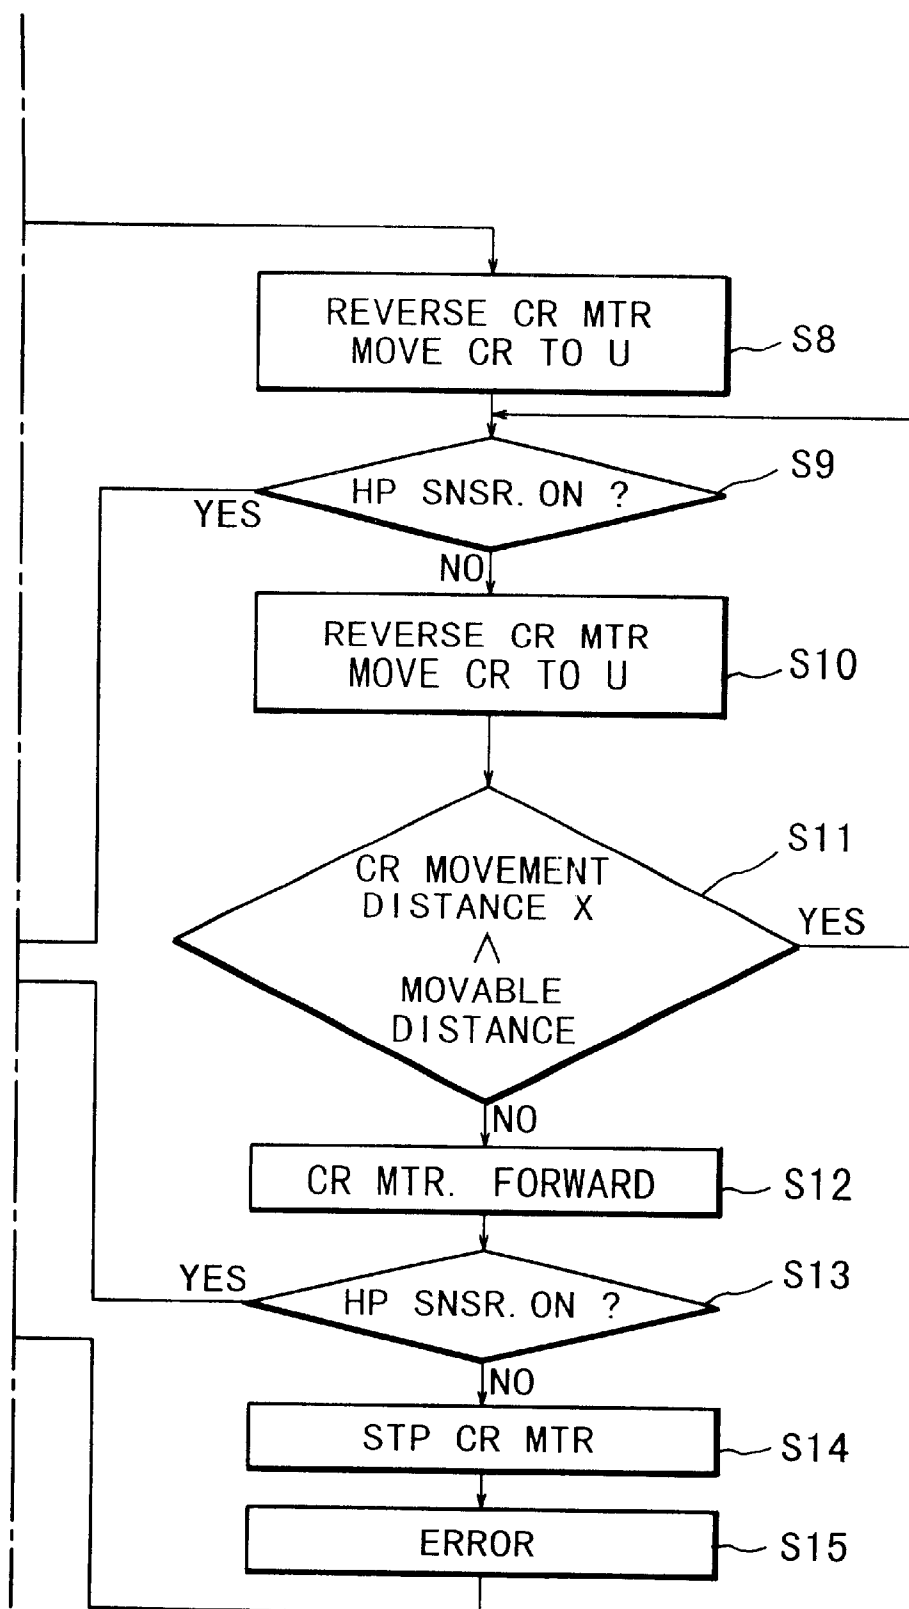 REVERSE CR MTR
MOVE CR TO U
S8
HP SNSR. ON ?
S9
YES
NO
REVERSE CR MTR
MOVE CR TO U
S10
CR MOVEMENT
DISTANCE X
∧
MOVABLE
DISTANCE
S11
YES
NO
CR MTR. FORWARD
S12
HP SNSR. ON ?
S13
YES
NO
STP CR MTR
S14
ERROR
S15